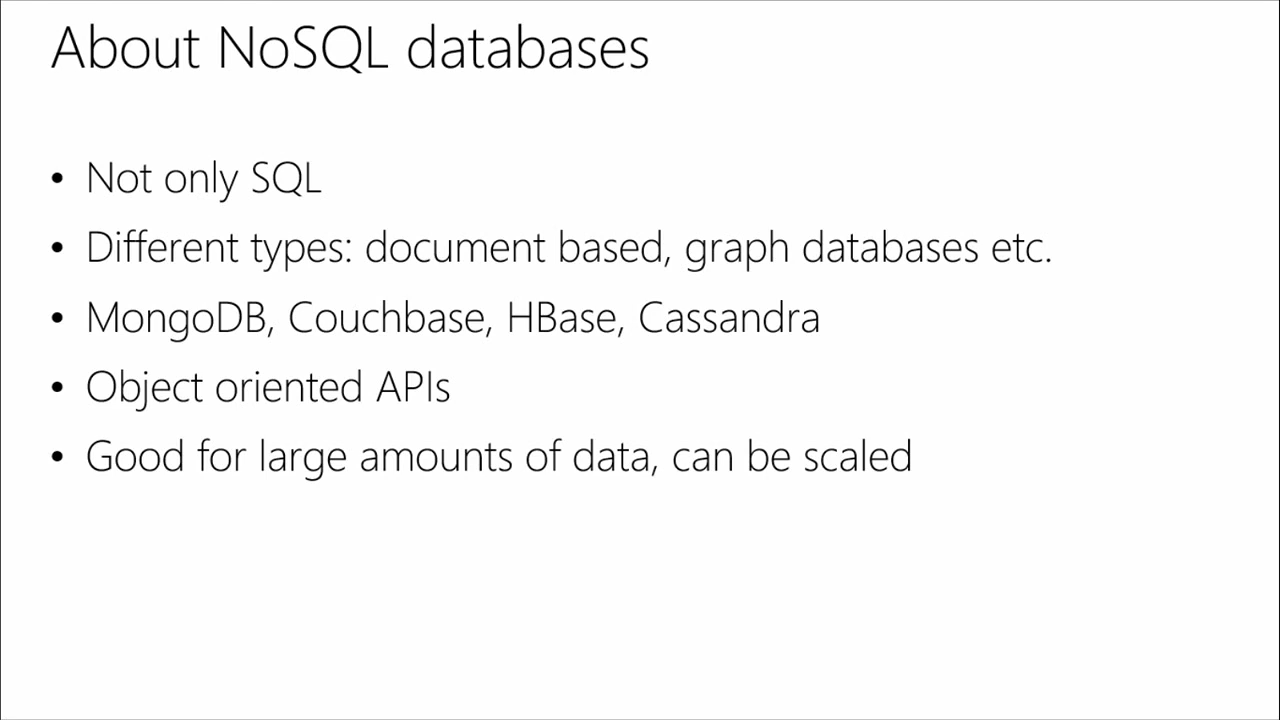 About NoSQL databases
• Not only SQL
• Different types: document based, graph databases etc.
• MongoDB, Couchbase, HBase, Cassandra
• Object oriented APIs
• Good for large amounts of data, can be scaled